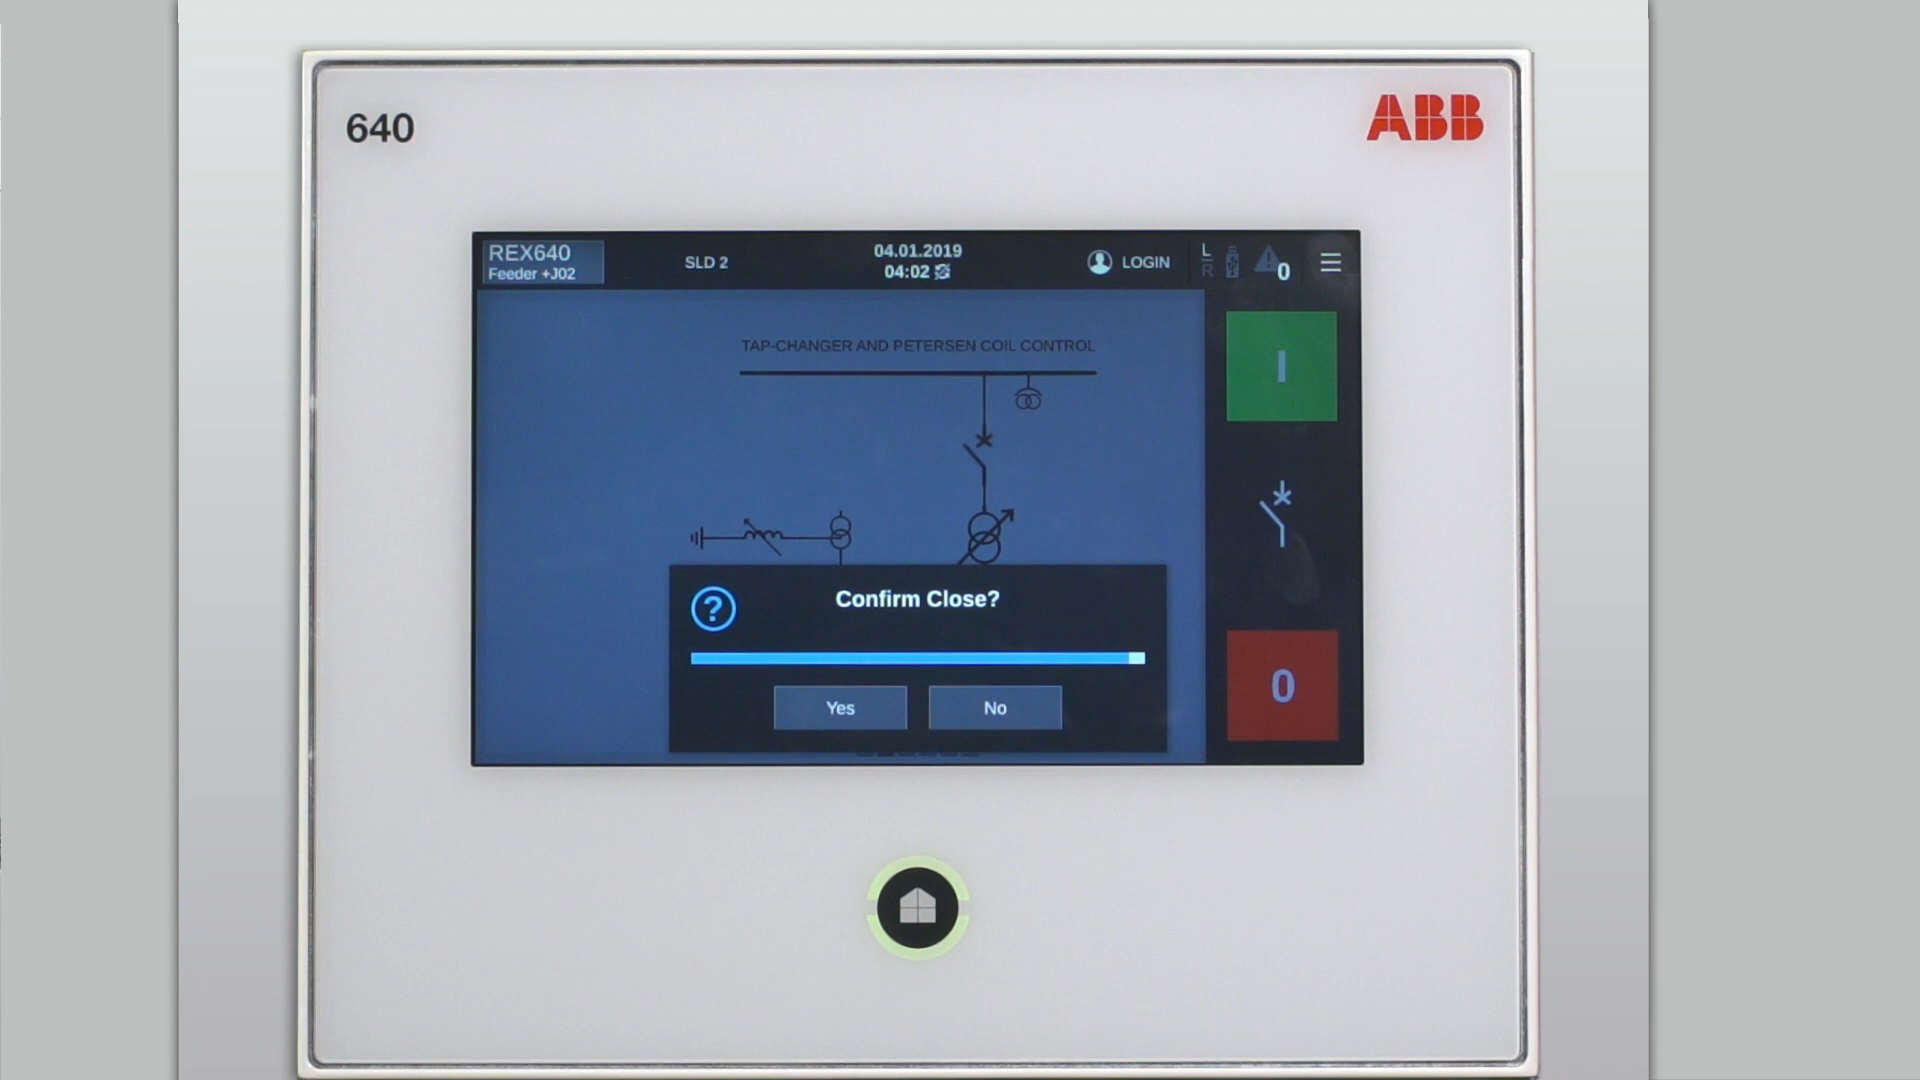 640
ABB
REX640
Feeder +J02
SLD 2
04.01.2019
04:02
LOGIN
L
R
0
TAP-CHANGER AND PETERSEN COIL CONTROL
I
?
Confirm Close?
Yes
No
0